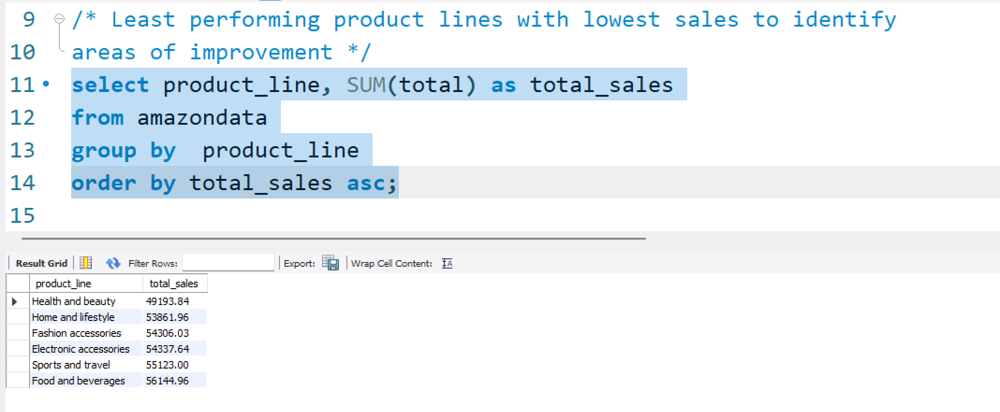 9 /* Least performing product lines with lowest sales to identify
10 areas of improvement */
11 select product_line, SUM(total) as total_sales
12 from amazondata
13 group by  product_line
14 order by total_sales asc;
15
Result Grid Filter Rows: Export: Wrap Cell Content:
product_line total_sales
Health and beauty 49193.84
Home and lifestyle 53861.96
Fashion accessories 54306.03
Electronic accessories 54337.64
Sports and travel 55123.00
Food and beverages 56144.96